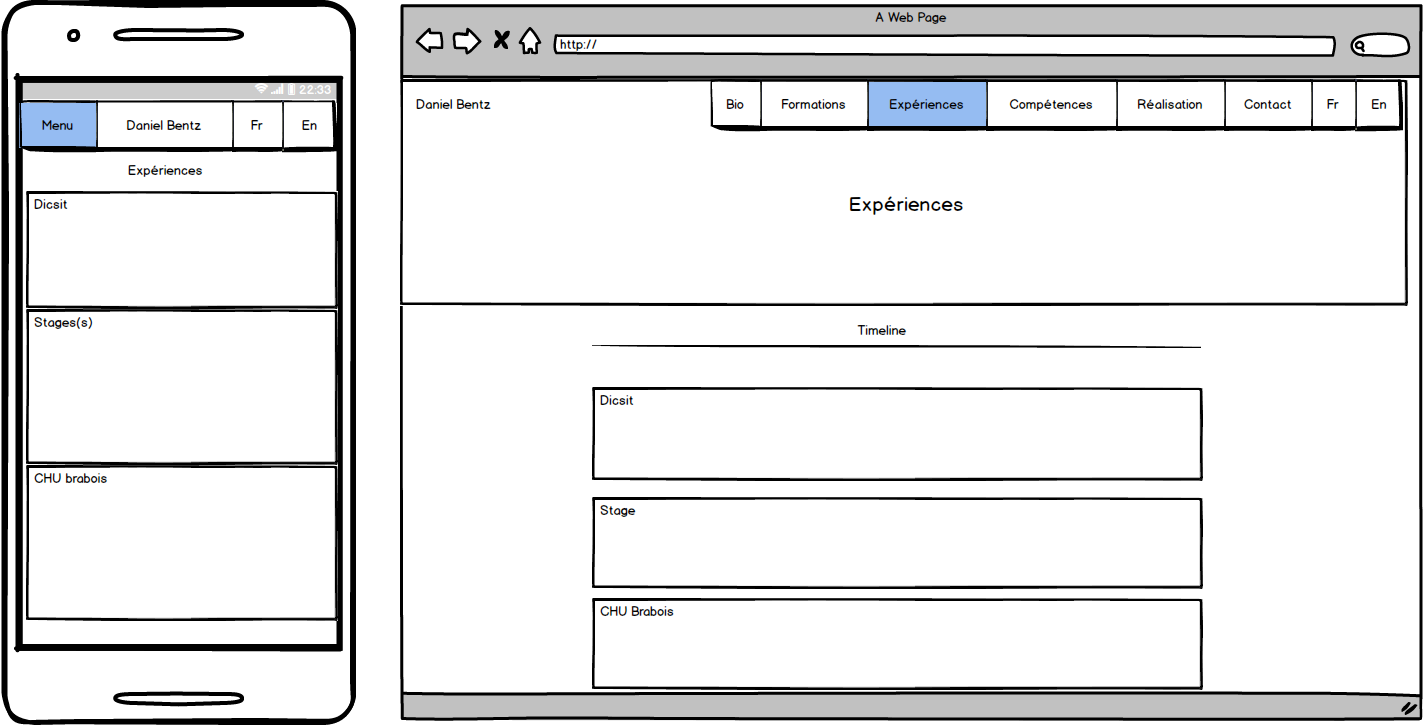 22:33
Menu Daniel Bentz Fr En
Expériences
Dicsit
Stages(s)
CHU brabois
A Web Page
http://
Daniel Bentz Bio Formations Expériences Compétences Réalisation Contact Fr En
Expériences
Timeline
Dicsit
Stage
CHU Brabois